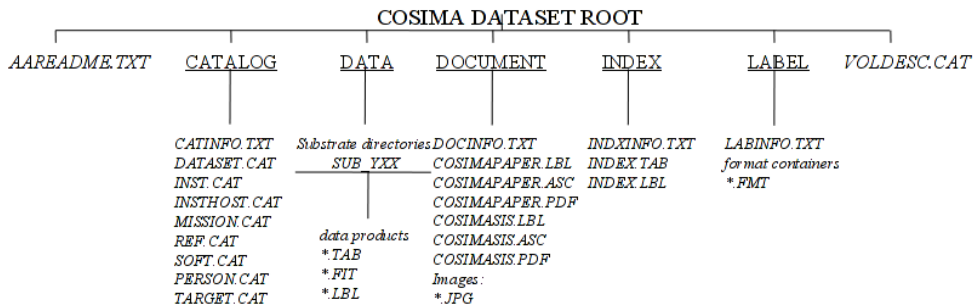 COSIMA DATASET ROOT
AAREADME.TXT
CATALOG
DATA
DOCUMENT
INDEX
LABEL
VOLDESC.CAT
CATINFO.TXT
DATASET.CAT
INST.CAT
INSTHOST.CAT
MISSION.CAT
REF.CAT
SOFT.CAT
PERSON.CAT
TARGET.CAT
Substrate directories
SUB_YXX
data products
*.TAB
*.FIT
*.LBL
DOCINFO.TXT
COSIMAPAPER.LBL
COSIMAPAPER.ASC
COSIMAPAPER.PDF
COSIMASIS.LBL
COSIMASIS.ASC
COSIMASIS.PDF
Images:
*.JPG
INDXINFO.TXT
INDEX.TAB
INDEX.LBL
LABINFO.TXT
format containers
*.FMT